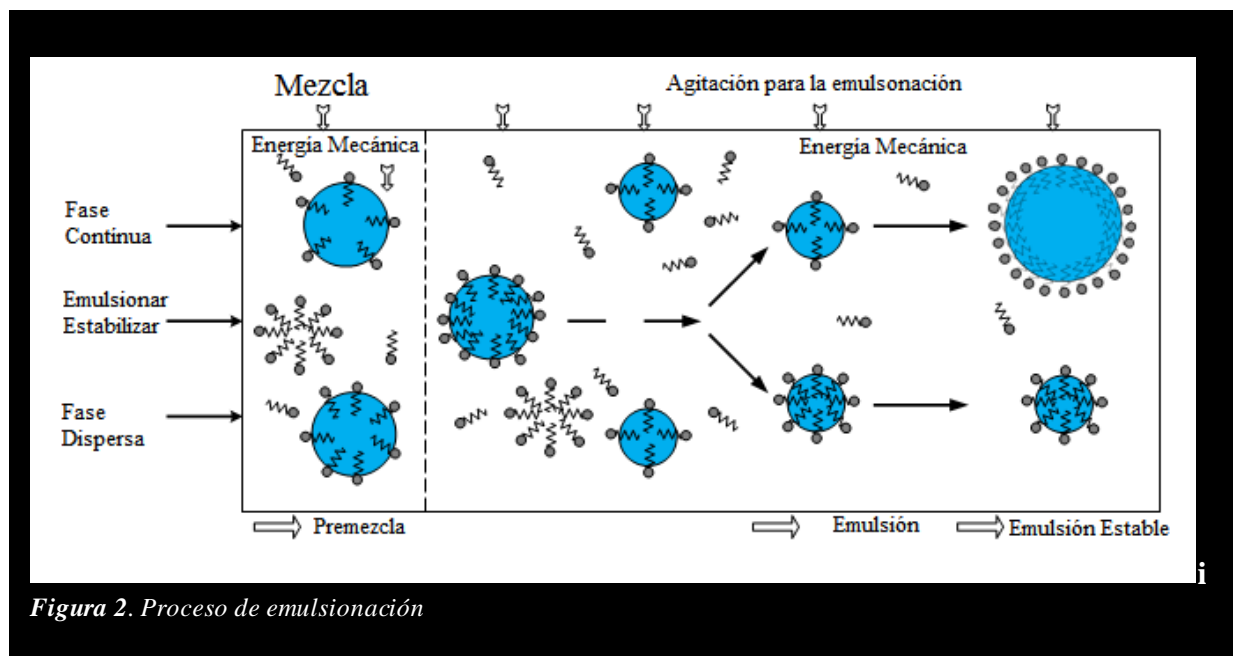 Mezcla
Agitación para la emulsonación
Energía Mecánica
Energía Mecánica
Fase
Continua
Emulsionar
Estabilizar
Fase
Dispersa
Premezcla
Emulsión
Emulsión Estable
i
Figura 2. Proceso de emulsionación